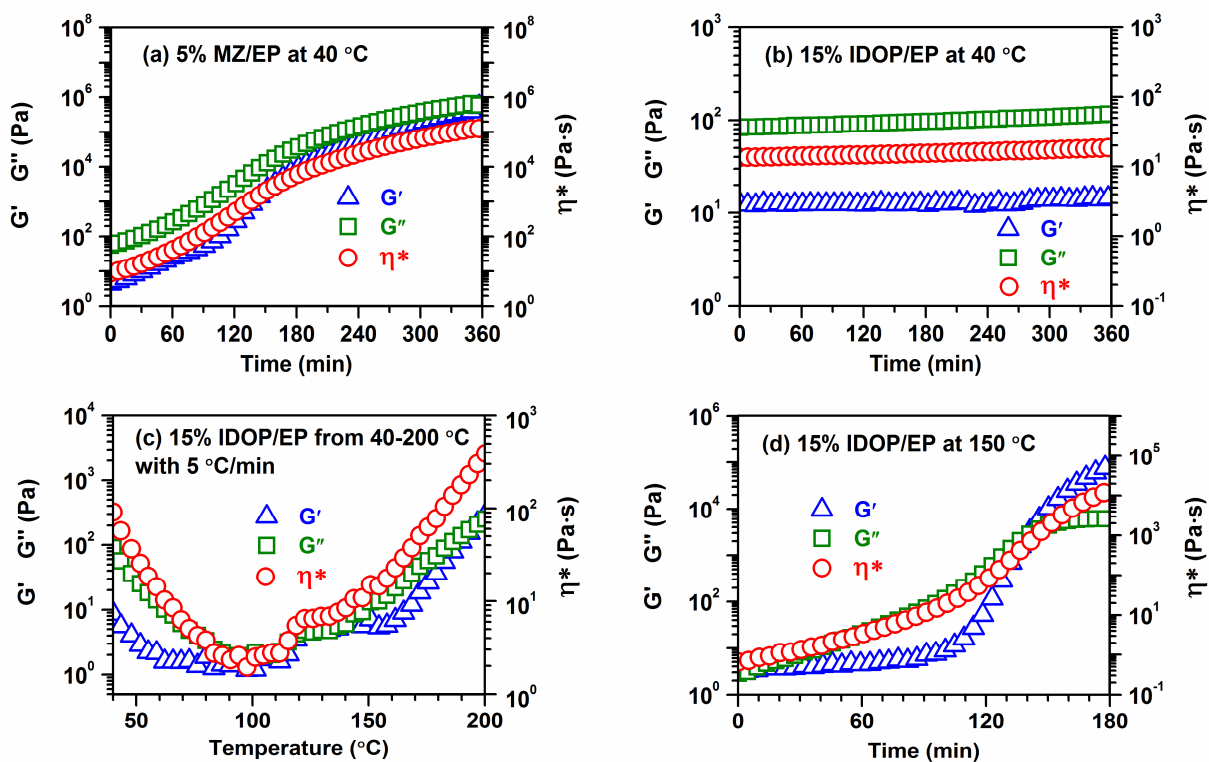 (a) 5% MZ/EP at 40 °C
G' G'' (Pa)
10⁸
10⁶
10⁴
10²
10⁰
η* (Pa·s)
10⁸
10⁶
10⁴
10²
10⁰
G'
G''
η*
0 60 120 180 240 300 360
Time (min)
(b) 15% IDOP/EP at 40 °C
G' G'' (Pa)
10³
10²
10¹
10⁰
η* (Pa·s)
10³
10²
10¹
10⁰
10⁻¹
G'
G''
η*
0 60 120 180 240 300 360
Time (min)
(c) 15% IDOP/EP from 40-200 °C
with 5 °C/min
G' G'' (Pa)
10⁴
10³
10²
10¹
10⁰
η* (Pa·s)
10³
10²
10¹
10⁰
G'
G''
η*
50 100 150 200
Temperature (°C)
(d) 15% IDOP/EP at 150 °C
G' G'' (Pa)
10⁶
10⁴
10²
10⁰
η* (Pa·s)
10⁵
10³
10¹
10⁻¹
G'
G''
η*
0 60 120 180
Time (min)